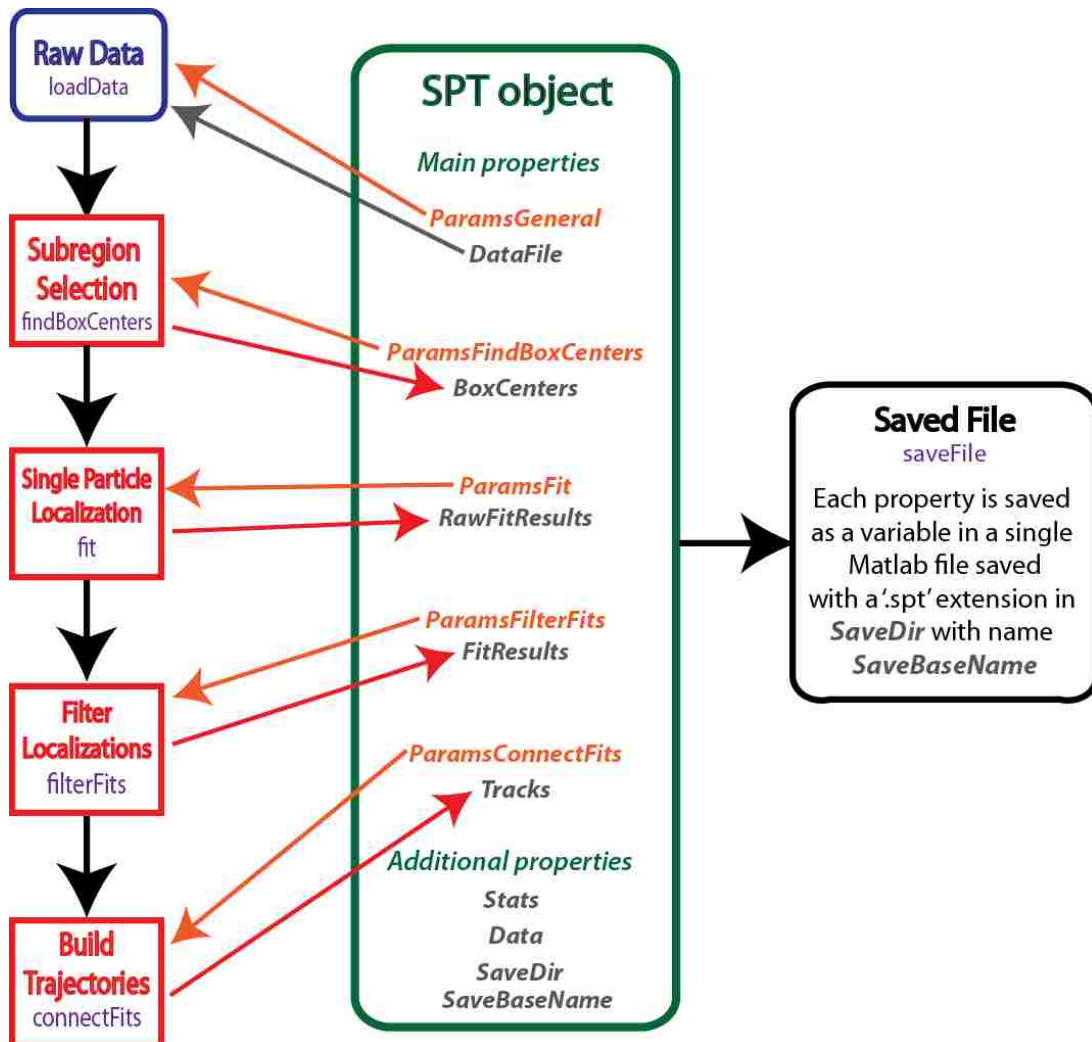 Raw Data
loadData
Subregion
Selection
findBoxCenters
Single Particle
Localization
fit
Filter
Localizations
filterFits
Build
Trajectories
connectFits
SPT object
Main properties
ParamsGeneral
DataFile
ParamsFindBoxCenters
BoxCenters
ParamsFit
RawFitResults
ParamsFilterFits
FitResults
ParamsConnectFits
Tracks
Additional properties
Stats
Data
SaveDir
SaveBaseName
Saved File
saveFile
Each property is saved
as a variable in a single
Matlab file saved
with a '.spt' extension in
SaveDir with name
SaveBaseName